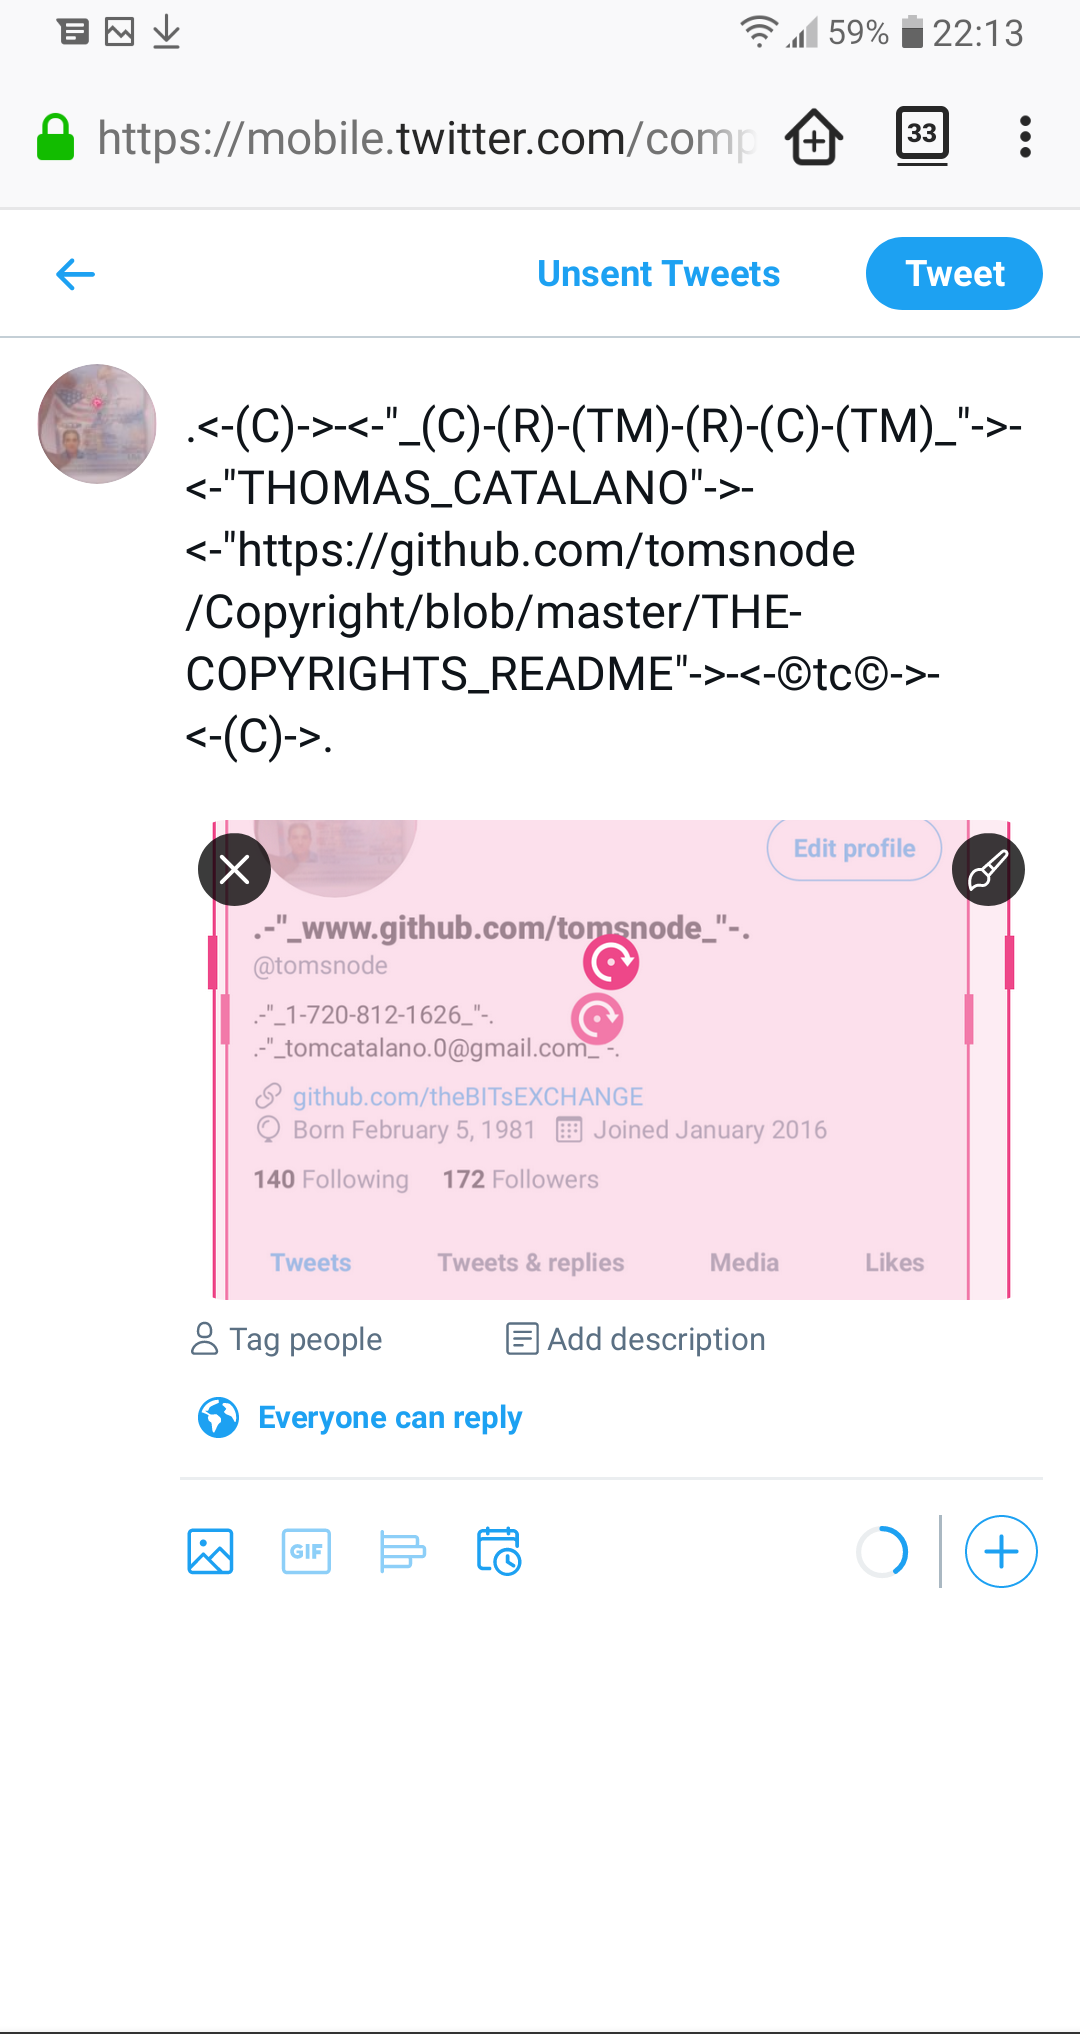 59% 22:13
https://mobile.twitter.com/comp
33
Unsent Tweets Tweet
.<-(C)->-<-"_(C)-(R)-(TM)-(R)-(C)-(TM)_"->-
<-"THOMAS_CATALANO"->-
<-"https://github.com/tomsnode
/Copyright/blob/master/THE-
COPYRIGHTS_README"->-<-©tc©->-
<-(C)->.
Edit profile
.-"_www.github.com/tomsnode_"-.
@tomsnode
.-"_1-720-812-1626_"-.
.-"_tomcatalano.0@gmail.com_"-.
github.com/theBITsEXCHANGE
Born February 5, 1981 Joined January 2016
140 Following 172 Followers
Tweets Tweets & replies Media Likes
Tag people Add description
Everyone can reply
GIF